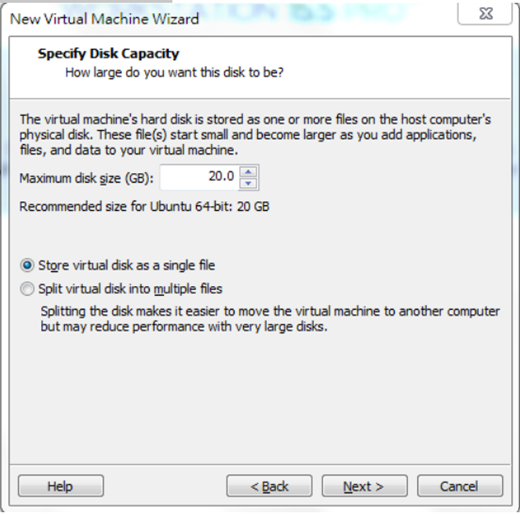 New Virtual Machine Wizard
Specify Disk Capacity
How large do you want this disk to be?
The virtual machine's hard disk is stored as one or more files on the host computer's
physical disk. These file(s) start small and become larger as you add applications,
files, and data to your virtual machine.
Maximum disk size (GB): 20.0
Recommended size for Ubuntu 64-bit: 20 GB
Store virtual disk as a single file
Split virtual disk into multiple files
Splitting the disk makes it easier to move the virtual machine to another computer
but may reduce performance with very large disks.
Help < Back Next > Cancel